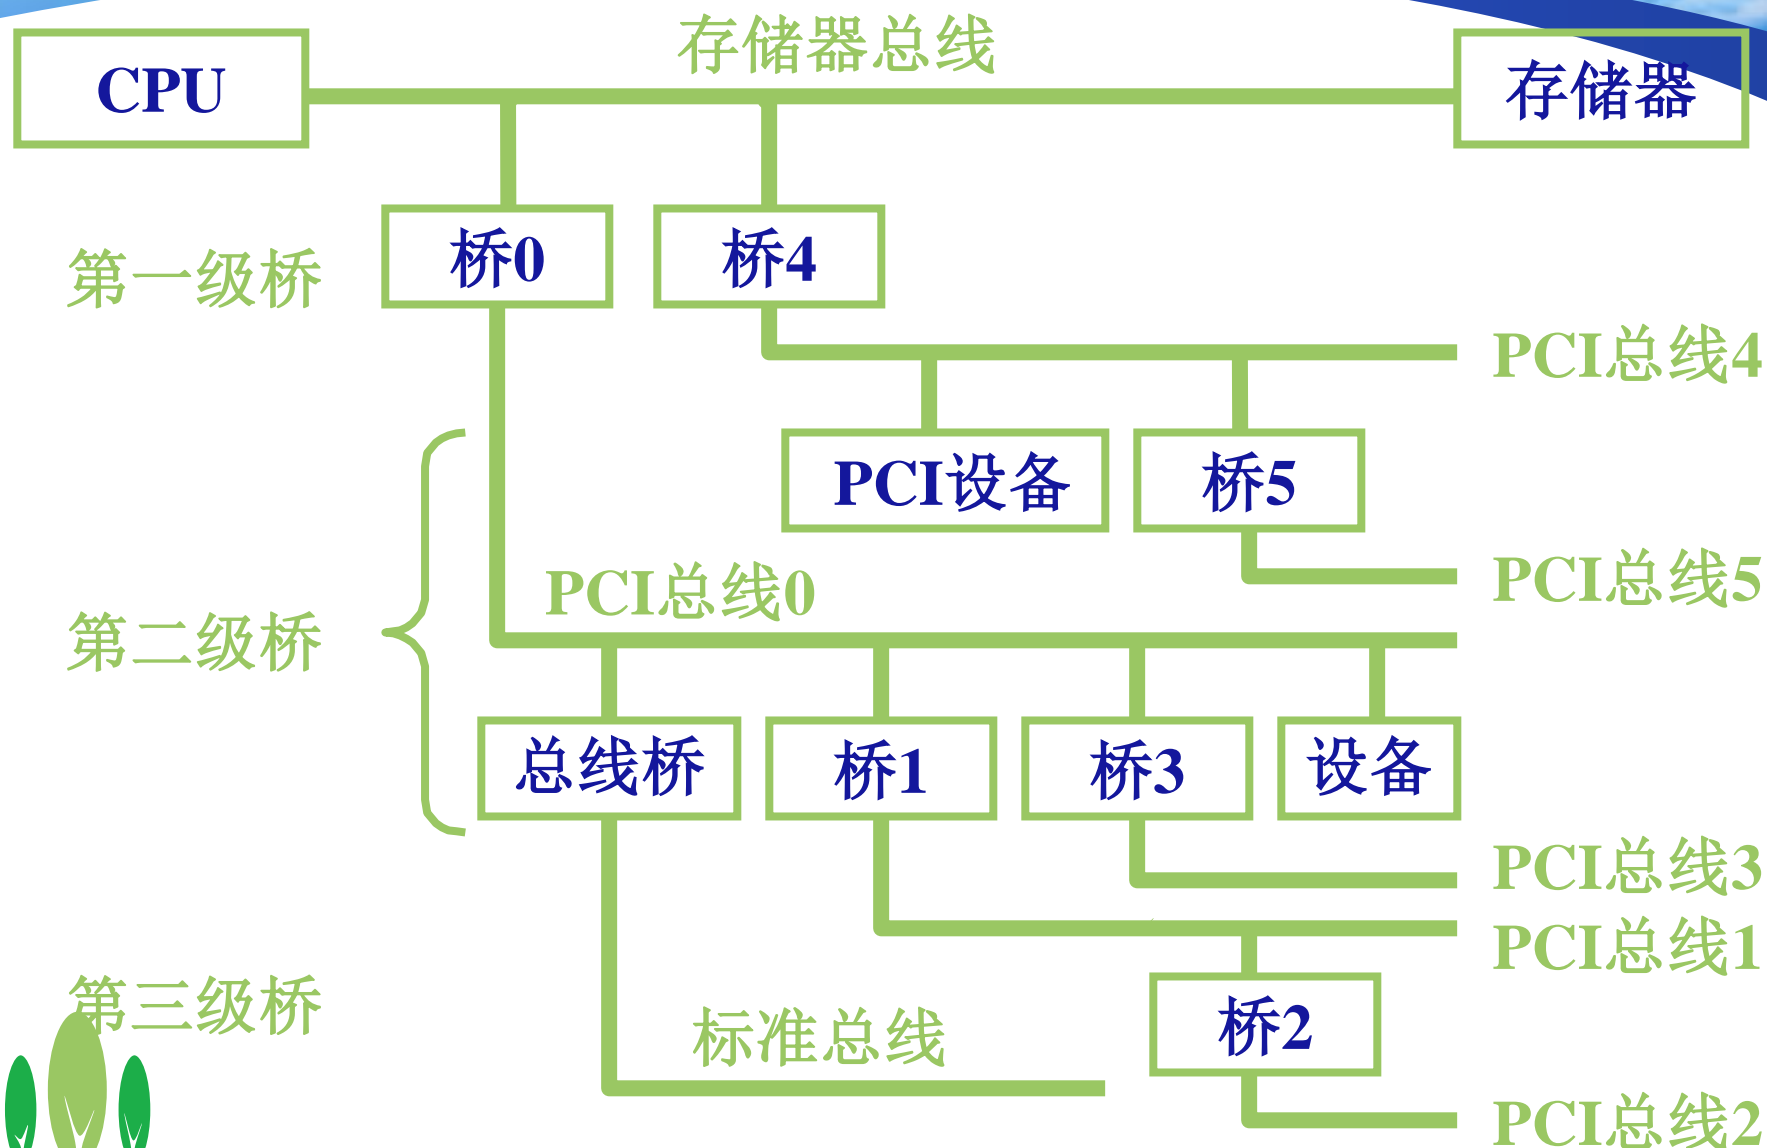 存储器总线
CPU
存储器
桥0
桥4
第一级桥
PCI总线4
PCI设备
桥5
PCI总线0
PCI总线5
第二级桥
总线桥
桥1
桥3
设备
PCI总线3
PCI总线1
第三级桥
标准总线
桥2
PCI总线2